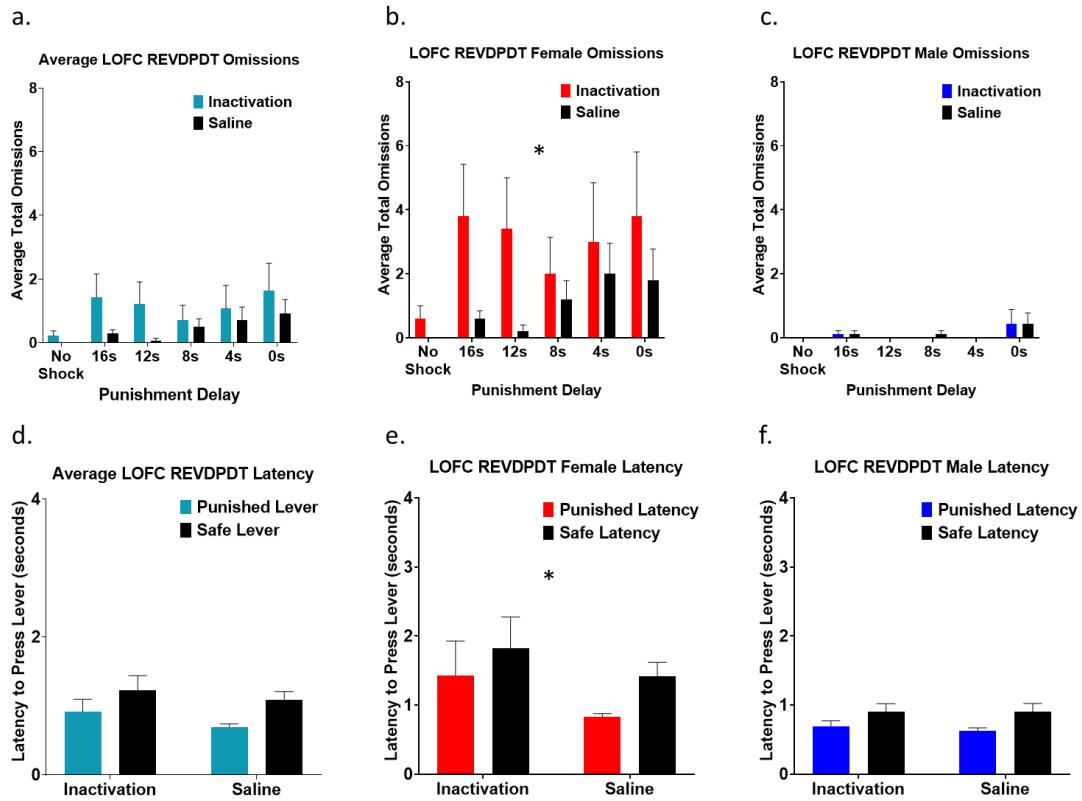 a.
Average LOFC REVDPDT Omissions
Average Total Omissions
8
6
4
2
0
Inactivation
Saline
No Shock
16s
12s
8s
4s
0s
Punishment Delay
b.
LOFC REVDPDT Female Omissions
Average Total Omissions
8
6
4
2
0
Inactivation
Saline
*
No Shock
16s
12s
8s
4s
0s
Punishment Delay
c.
LOFC REVDPDT Male Omissions
Average Total Omissions
8
6
4
2
0
Inactivation
Saline
No Shock
16s
12s
8s
4s
0s
Punishment Delay
d.
Average LOFC REVDPDT Latency
Latency to Press Lever (seconds)
4
2
0
Punished Lever
Safe Lever
Inactivation
Saline
e.
LOFC REVDPDT Female Latency
Latency to Press Lever (seconds)
4
3
2
1
0
Punished Latency
Safe Latency
*
Inactivation
Saline
f.
LOFC REVDPDT Male Latency
Latency to Press Lever (seconds)
4
3
2
1
0
Punished Latency
Safe Latency
Inactivation
Saline